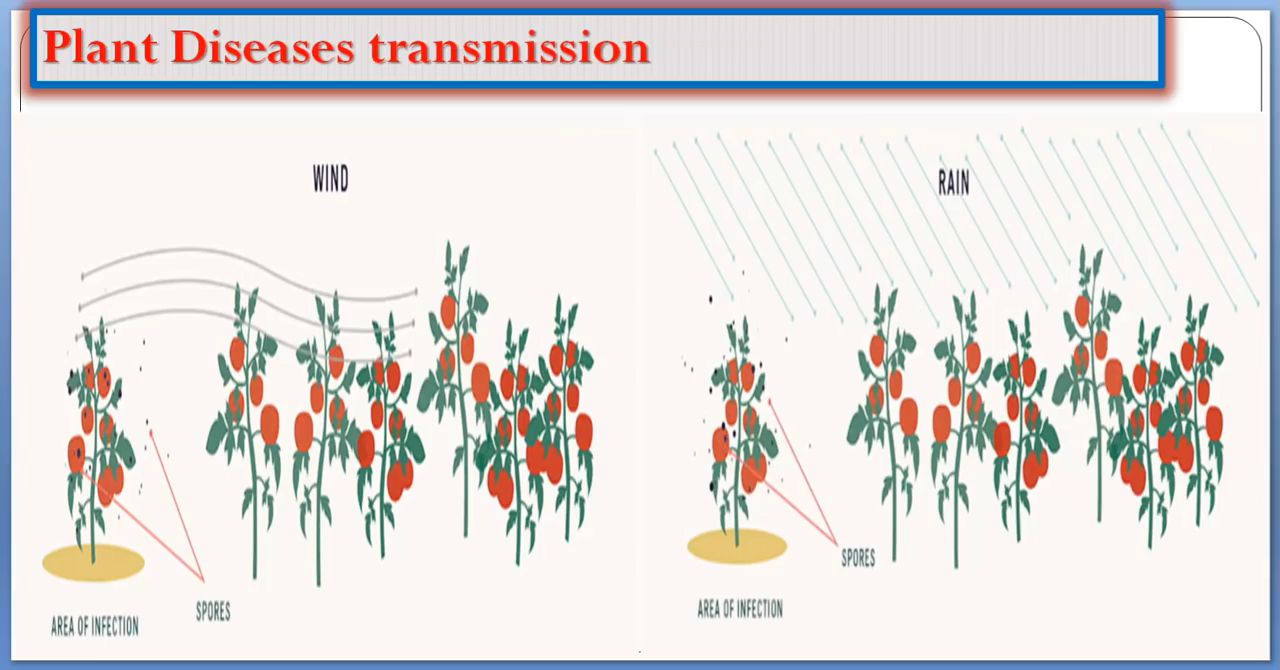 Plant Diseases transmission
WIND
SPORES
AREA OF INFECTION
RAIN
SPORES
AREA OF INFECTION